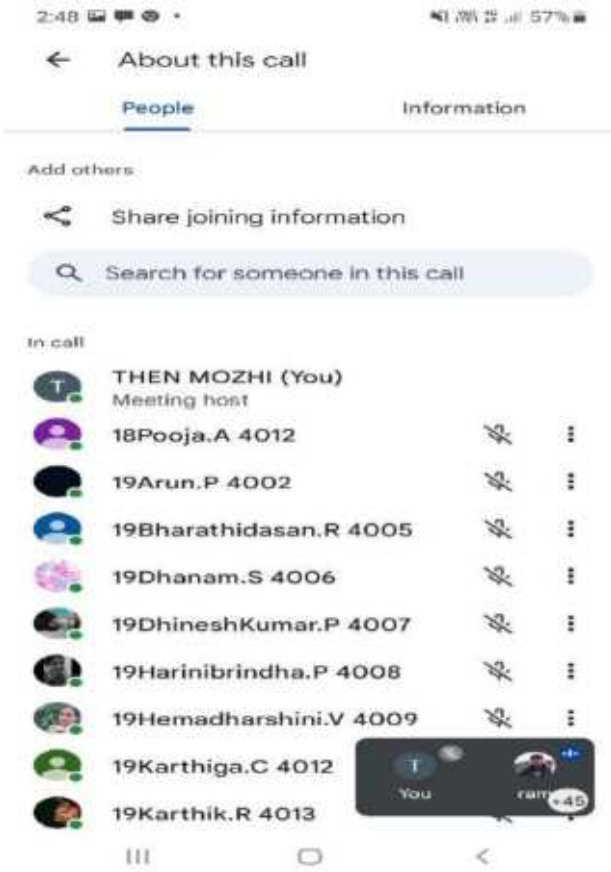 2:48
57%
About this call
People Information
Add others
Share joining information
Search for someone in this call
In call
T THEN MOZHI (You)
Meeting host
18Pooja.A 4012
19Arun.P 4002
19Bharathidasan.R 4005
19Dhanam.S 4006
19DhineshKumar.P 4007
19Harinibrindha.P 4008
19Hemadharshini.V 4009
19Karthiga.C 4012
T
You ram
+45
19Karthik.R 4013